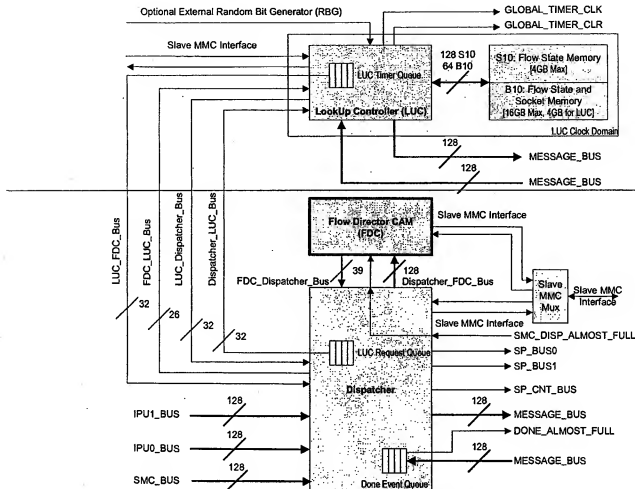 Optional External Random Bit Generator (RBG)
GLOBAL_TIMER_CLK
GLOBAL_TIMER_CLR
Slave MMC Interface
LUC Timer Queue
LookUp Controller (LUC)
128 S10
64 B10
S10: Flow State Memory
[4GB Max]
B10: Flow State and
Socket Memory
[16GB Max, 4GB for LUC]
LUC Clock Domain
128
MESSAGE_BUS
128
MESSAGE_BUS
LUC_FDC_Bus
FDC_LUC_Bus
LUC_Dispatcher_Bus
Dispatcher_LUC_Bus
32
26
32
32
Flow Director CAM
(FDC)
Slave MMC Interface
FDC_Dispatcher_Bus
39
128
Dispatcher_FDC_Bus
Slave
MMC
Mux
Slave MMC
Interface
Slave MMC Interface
SMC_DISP_ALMOST_FULL
LUC Request Queue
SP_BUS0
SP_BUS1
Dispatcher
SP_CNT_BUS
IPU1_BUS
128
128
MESSAGE_BUS
DONE_ALMOST_FULL
IPU0_BUS
128
128
MESSAGE_BUS
SMC_BUS
128
Done Event Queue